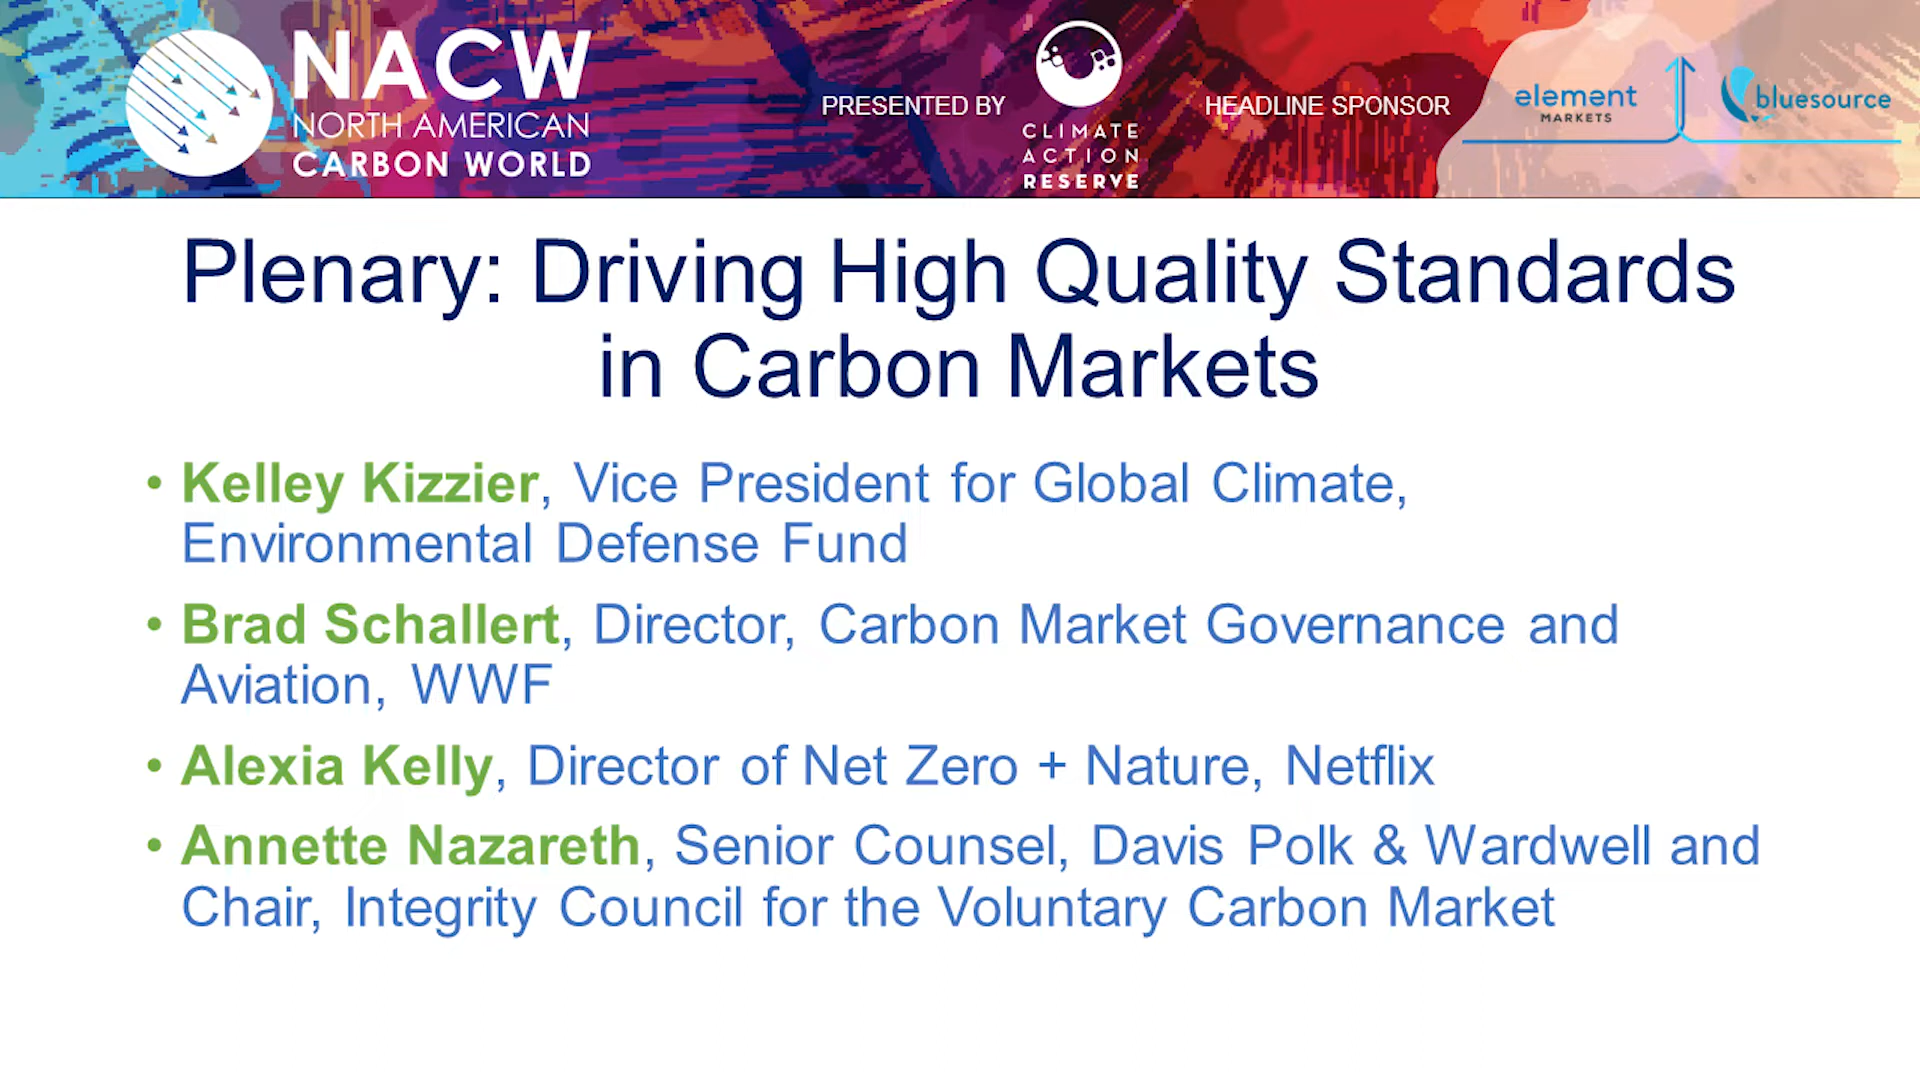 NACW
NORTH AMERICAN
CARBON WORLD
PRESENTED BY
CLIMATE
ACTION
RESERVE
HEADLINE SPONSOR
element
MARKETS
bluesource
Plenary: Driving High Quality Standards
in Carbon Markets
• Kelley Kizzier, Vice President for Global Climate,
Environmental Defense Fund
• Brad Schallert, Director, Carbon Market Governance and
Aviation, WWF
• Alexia Kelly, Director of Net Zero + Nature, Netflix
• Annette Nazareth, Senior Counsel, Davis Polk & Wardwell and
Chair, Integrity Council for the Voluntary Carbon Market